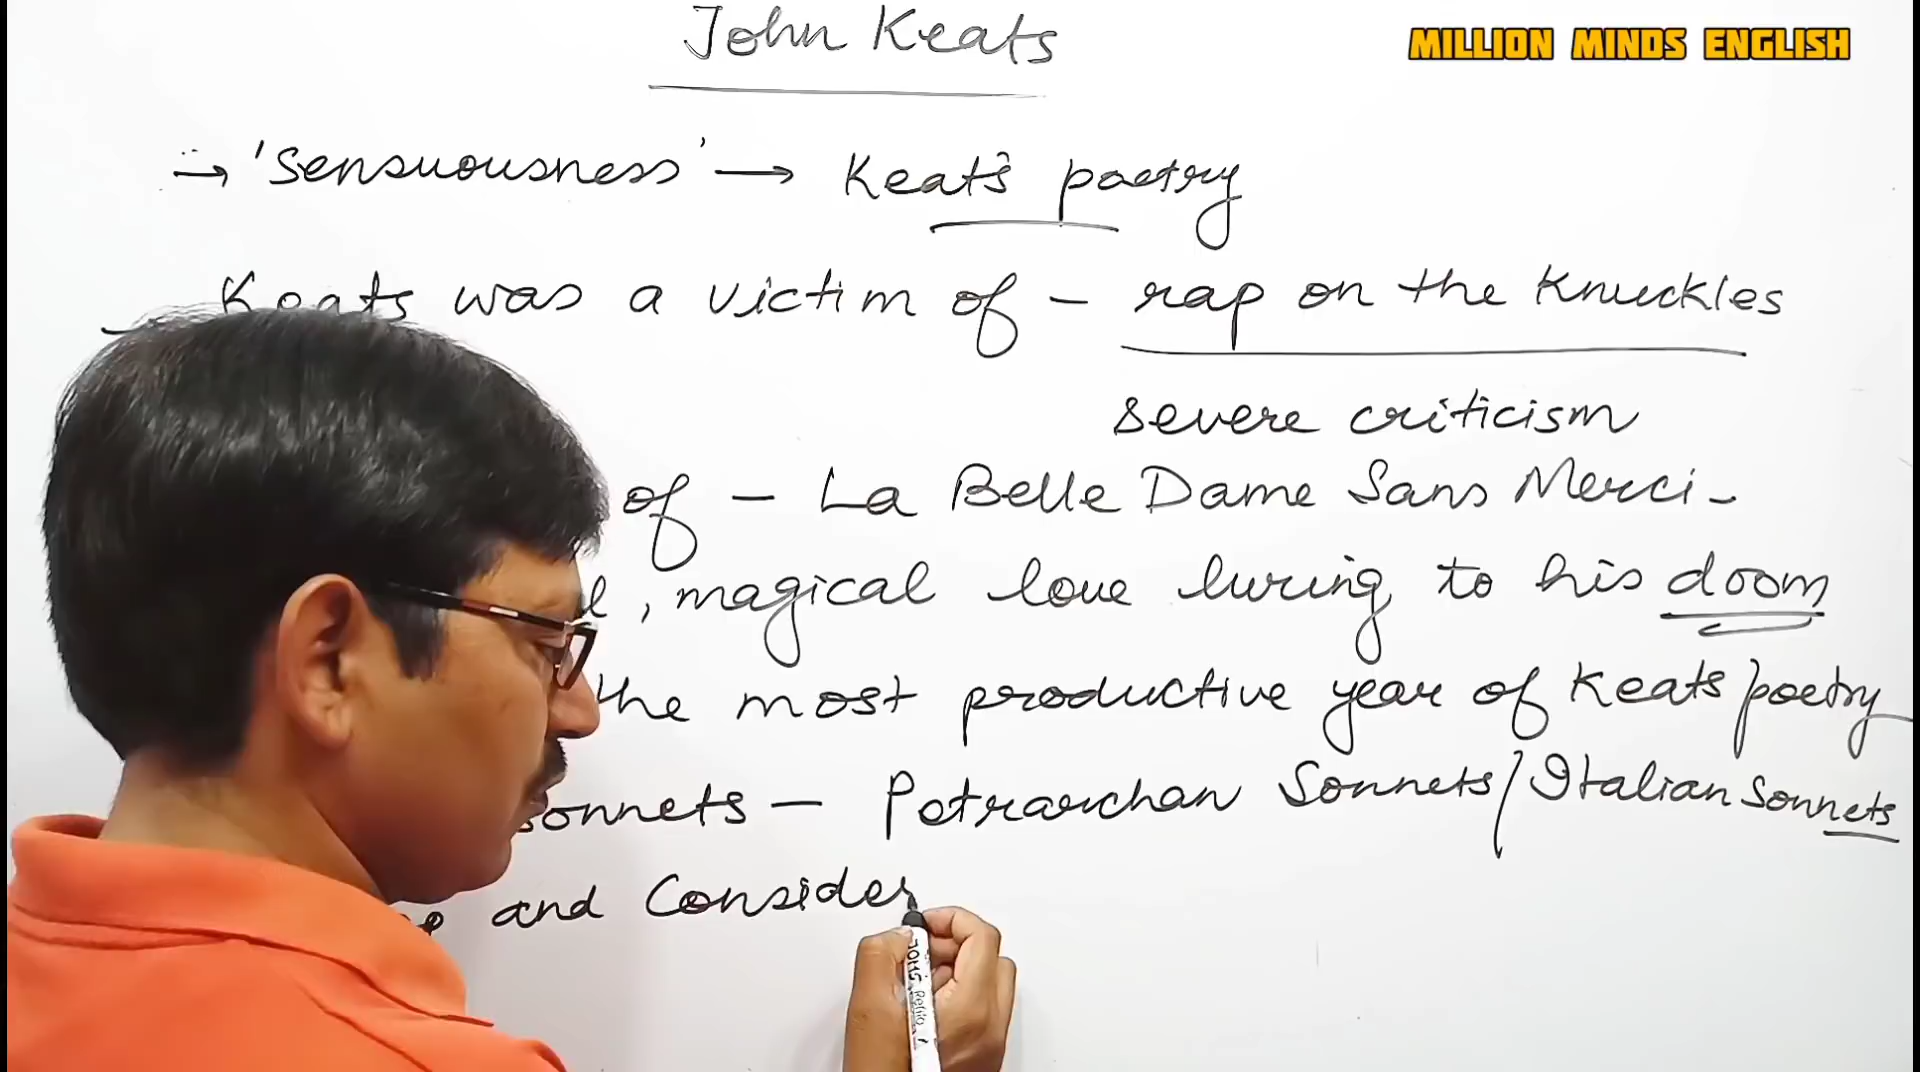 John Keats
MILLION MINDS ENGLISH
→ 'Sensuousness' → Keat's poetry
Keats was a victim of - rap on the Knuckles
severe criticism
of - La Belle Dame Sans Merci -
, magical love luring to his doom
the most productive year of Keats/poetry
sonnets - Petrarchan Sonnets/Italian Sonnets
and Consider